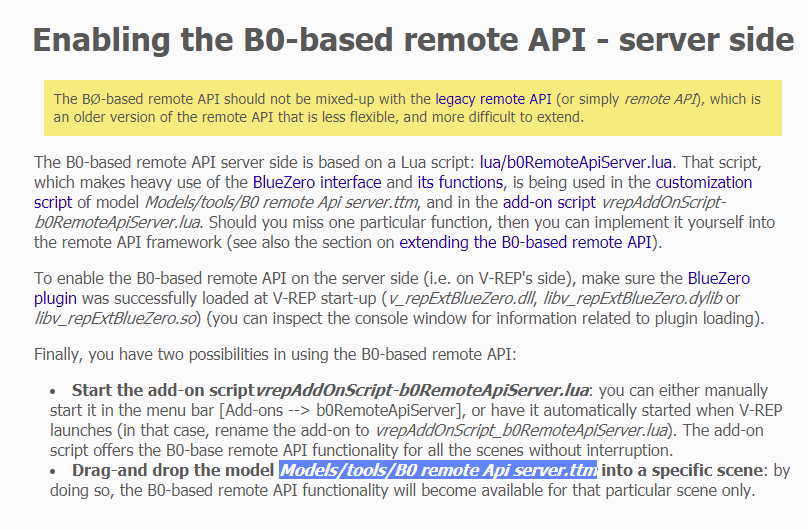 Enabling the B0-based remote API - server side
The BØ-based remote API should not be mixed-up with the legacy remote API (or simply remote API), which is
an older version of the remote API that is less flexible, and more difficult to extend.
The B0-based remote API server side is based on a Lua script: lua/b0RemoteApiServer.lua. That script,
which makes heavy use of the BlueZero interface and its functions, is being used in the customization
script of model Models/tools/B0 remote Api server.ttm, and in the add-on script vrepAddOnScript-
b0RemoteApiServer.lua. Should you miss one particular function, then you can implement it yourself into
the remote API framework (see also the section on extending the B0-based remote API).
To enable the B0-based remote API on the server side (i.e. on V-REP's side), make sure the BlueZero
plugin was successfully loaded at V-REP start-up (v_repExtBlueZero.dll, libv_repExtBlueZero.dylib or
libv_repExtBlueZero.so) (you can inspect the console window for information related to plugin loading).
Finally, you have two possibilities in using the B0-based remote API:
• Start the add-on scriptvrepAddOnScript-b0RemoteApiServer.lua: you can either manually
start it in the menu bar [Add-ons --> b0RemoteApiServer], or have it automatically started when V-REP
launches (in that case, rename the add-on to vrepAddOnScript_b0RemoteApiServer.lua). The add-on
script offers the B0-base remote API functionality for all the scenes without interruption.
• Drag-and drop the model Models/tools/B0 remote Api server.ttm into a specific scene: by
doing so, the B0-based remote API functionality will become available for that particular scene only.